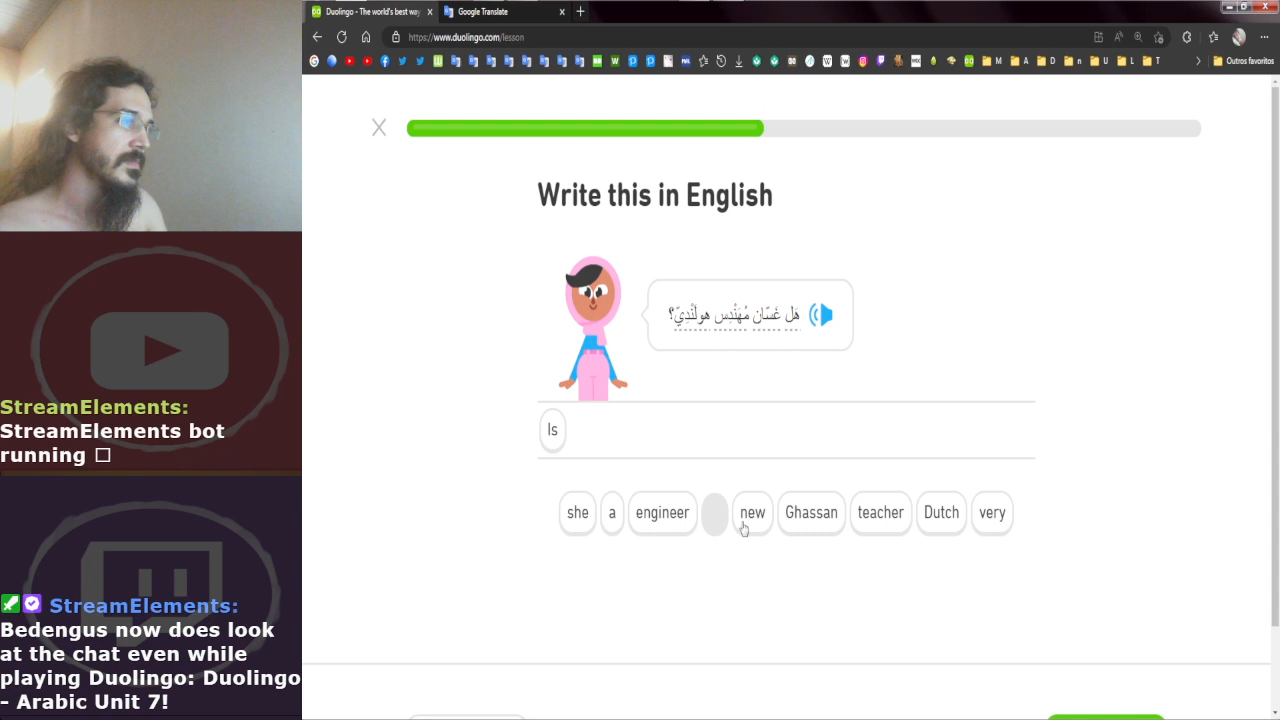 Duolingo - The world's best way
Google Translate
https://www.duolingo.com/lesson
M
A
D
n
U
L
T
Outros favoritos
Write this in English
هَل غَسّان مُهَنْدِس هولَنْدِيّ؟
Is
she
a
engineer
new
Ghassan
teacher
Dutch
very
StreamElements:
StreamElements bot
running
StreamElements:
Bedengus now does look
at the chat even while
playing Duolingo: Duolingo
- Arabic Unit 7!